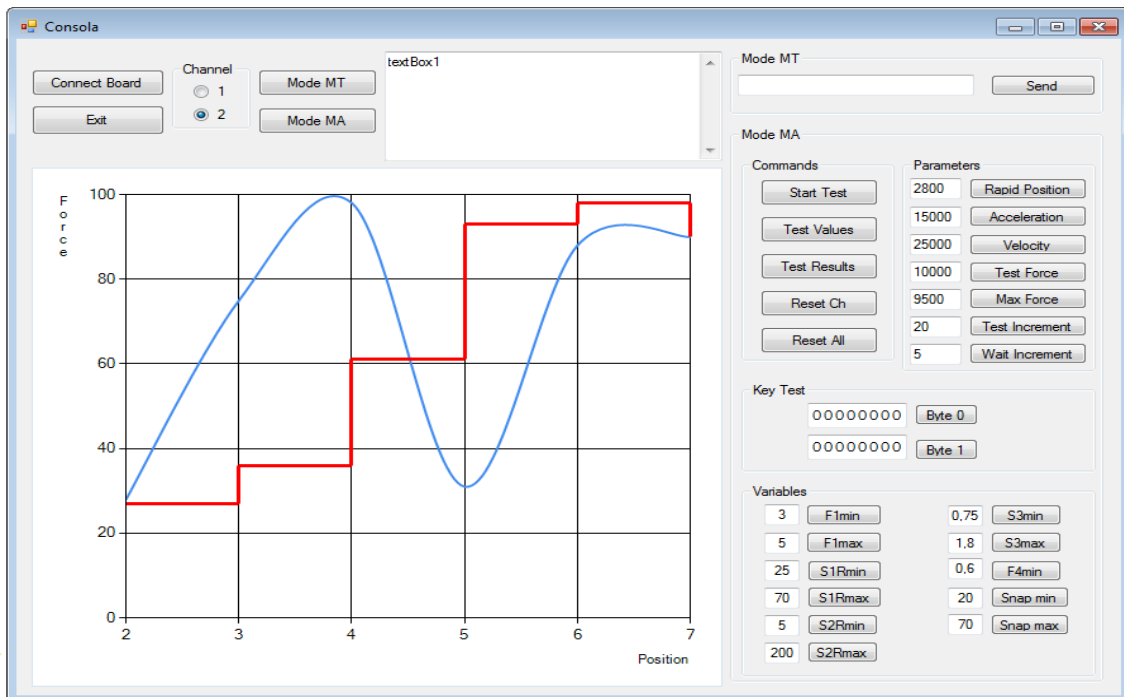 Consola
Connect Board
Exit
Channel
1
2
Mode MT
Mode MA
textBox1
Mode MT
Send
Mode MA
Commands
Start Test
Test Values
Test Results
Reset Ch
Reset All
Parameters
2800 Rapid Position
15000 Acceleration
25000 Velocity
10000 Test Force
9500 Max Force
20 Test Increment
5 Wait Increment
Key Test
00000000 Byte 0
00000000 Byte 1
Variables
3 F1min
5 F1max
25 S1Rmin
70 S1Rmax
5 S2Rmin
200 S2Rmax
0,75 S3min
1,8 S3max
0,6 F4min
20 Snap min
70 Snap max
Force
100
80
60
40
20
0
2 3 4 5 6 7
Position